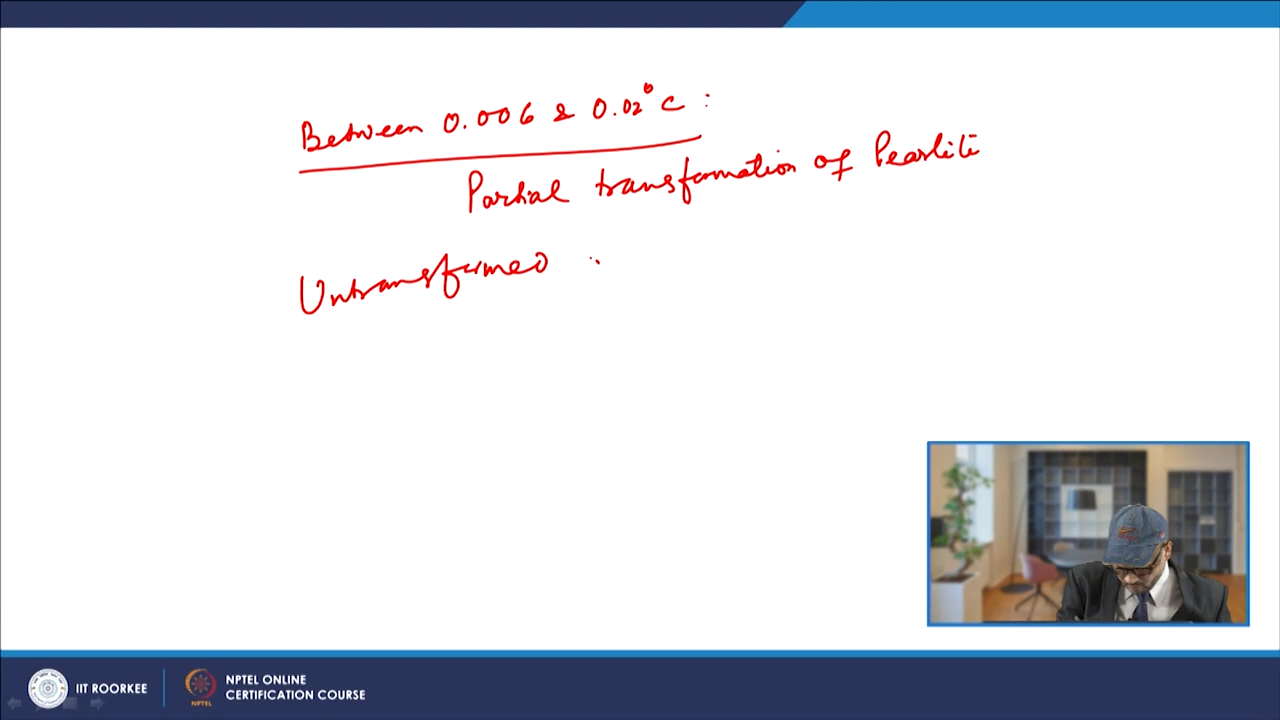 Between 0.006 & 0.02°C :
Partial transformation of Pearlite
Untransformed :
IIT ROORKEE
NPTEL ONLINE
CERTIFICATION COURSE
NPTEL